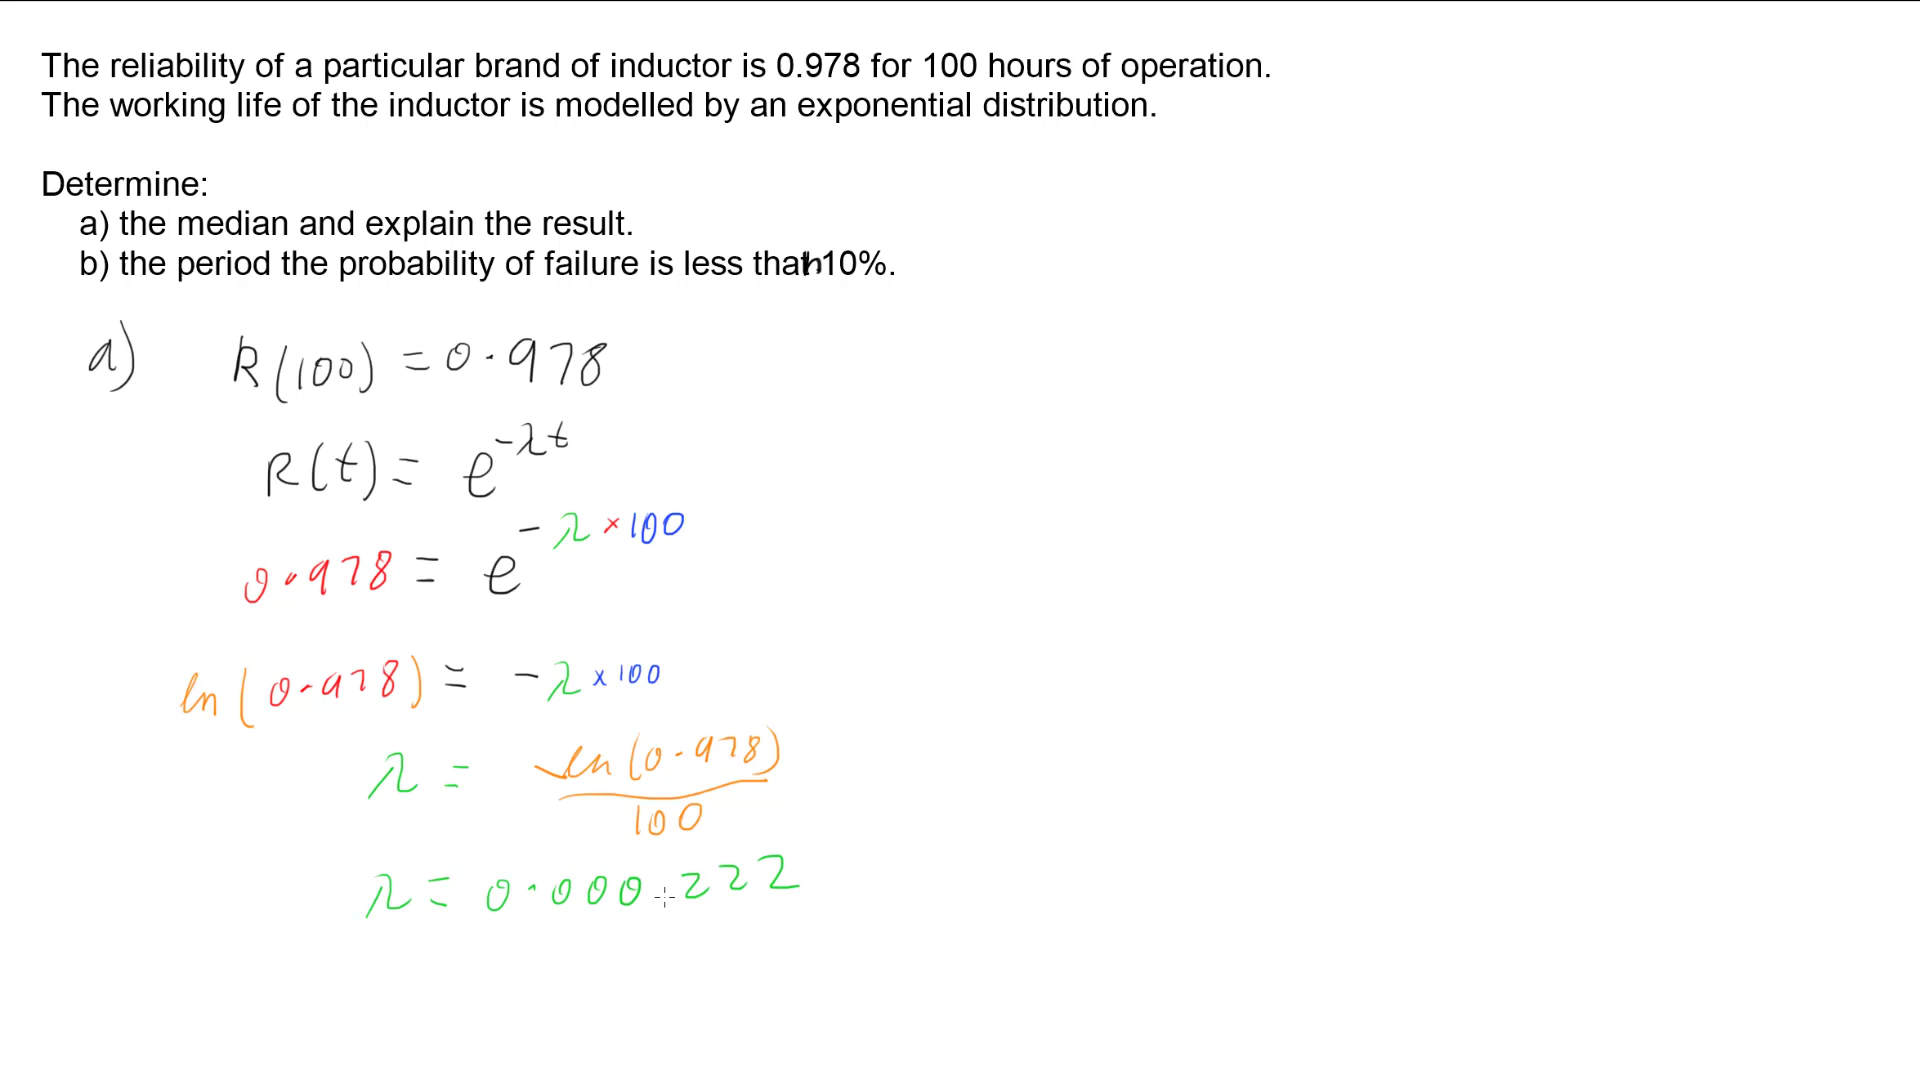 The reliability of a particular brand of inductor is 0.978 for 100 hours of operation.
The working life of the inductor is modelled by an exponential distribution.
Determine:
a) the median and explain the result.
b) the period the probability of failure is less than 10%.
a) R(100) = 0.978
R(t) = e^-λt
0.978 = e^-λ×100
ln(0.978) = -λ×100
λ = -ln(0.978)/100
λ = 0.000222